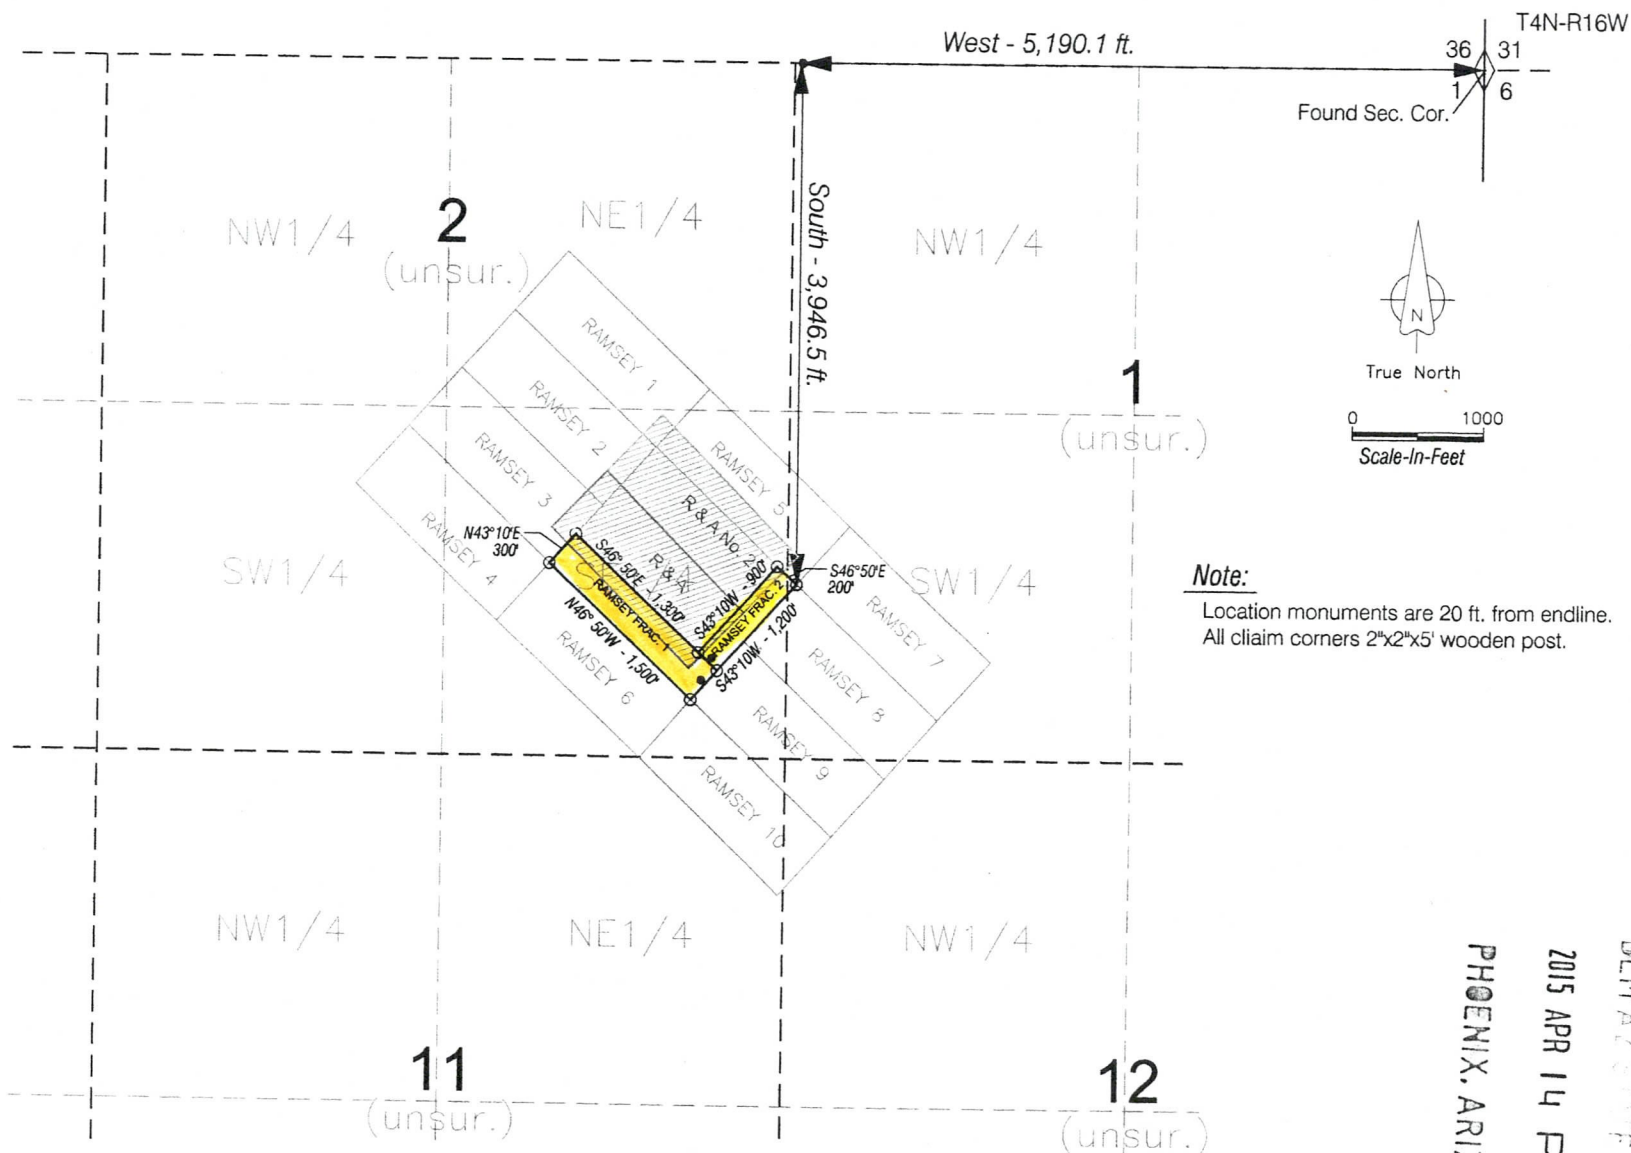 T4N-R16W
West - 5,190.1 ft.
36 31
1 6
Found Sec. Cor.
South - 3,946.5 ft.
NW1/4
2
(unsur.)
NE1/4
NW1/4
1
(unsur.)
N
True North
0 1000
Scale-In-Feet
RAMSEY 1
RAMSEY 2
RAMSEY 3
RAMSEY 4
RAMSEY 5
R & A No. 2
R & A
N43°10'E
300'
S46° 50'E - 1,300'
RAMSEY FRAC. 1
N46° 50'W - 1,500'
S43°10'W - 900'
RAMSEY FRAC. 2
S43°10'W - 1,200'
S46°50'E
200'
SW1/4
SW1/4
RAMSEY 6
RAMSEY 7
RAMSEY 8
RAMSEY 9
RAMSEY 10
Note:
Location monuments are 20 ft. from endline.
All cliaim corners 2"x2"x5' wooden post.
NW1/4
NE1/4
NW1/4
11
(unsur.)
12
(unsur.)
2015 APR 14 P
PHOENIX, ARIZ